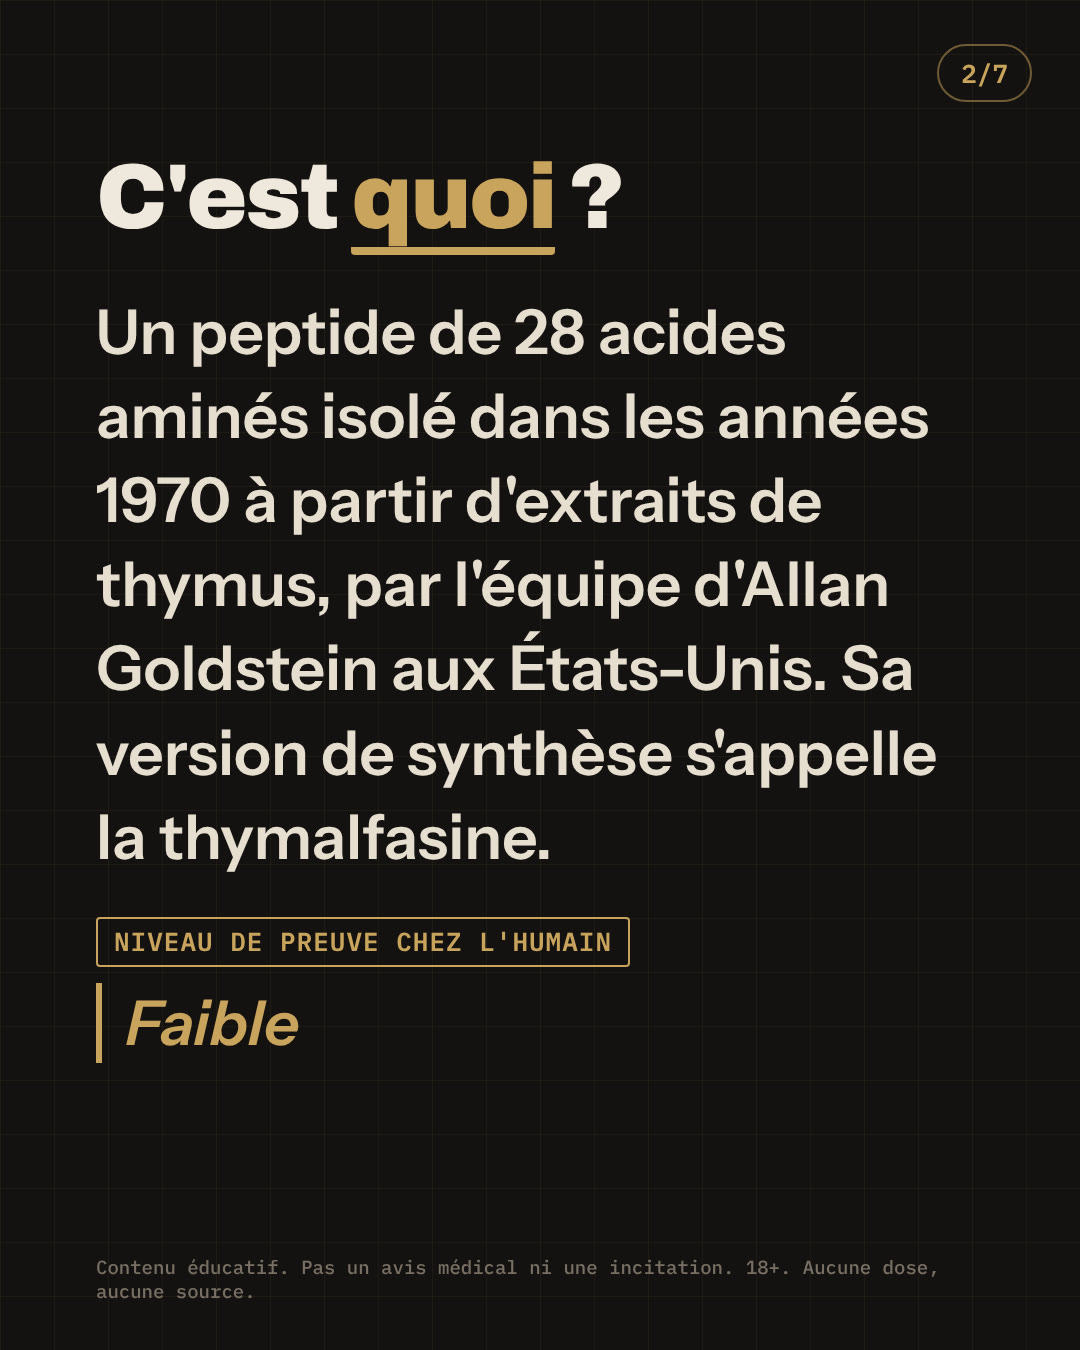 2/7
C'est quoi ?
Un peptide de 28 acides
aminés isolé dans les années
1970 à partir d'extraits de
thymus, par l'équipe d'Allan
Goldstein aux États-Unis. Sa
version de synthèse s'appelle
la thymalfasine.
NIVEAU DE PREUVE CHEZ L'HUMAIN
Faible
Contenu éducatif. Pas un avis médical ni une incitation. 18+. Aucune dose,
aucune source.